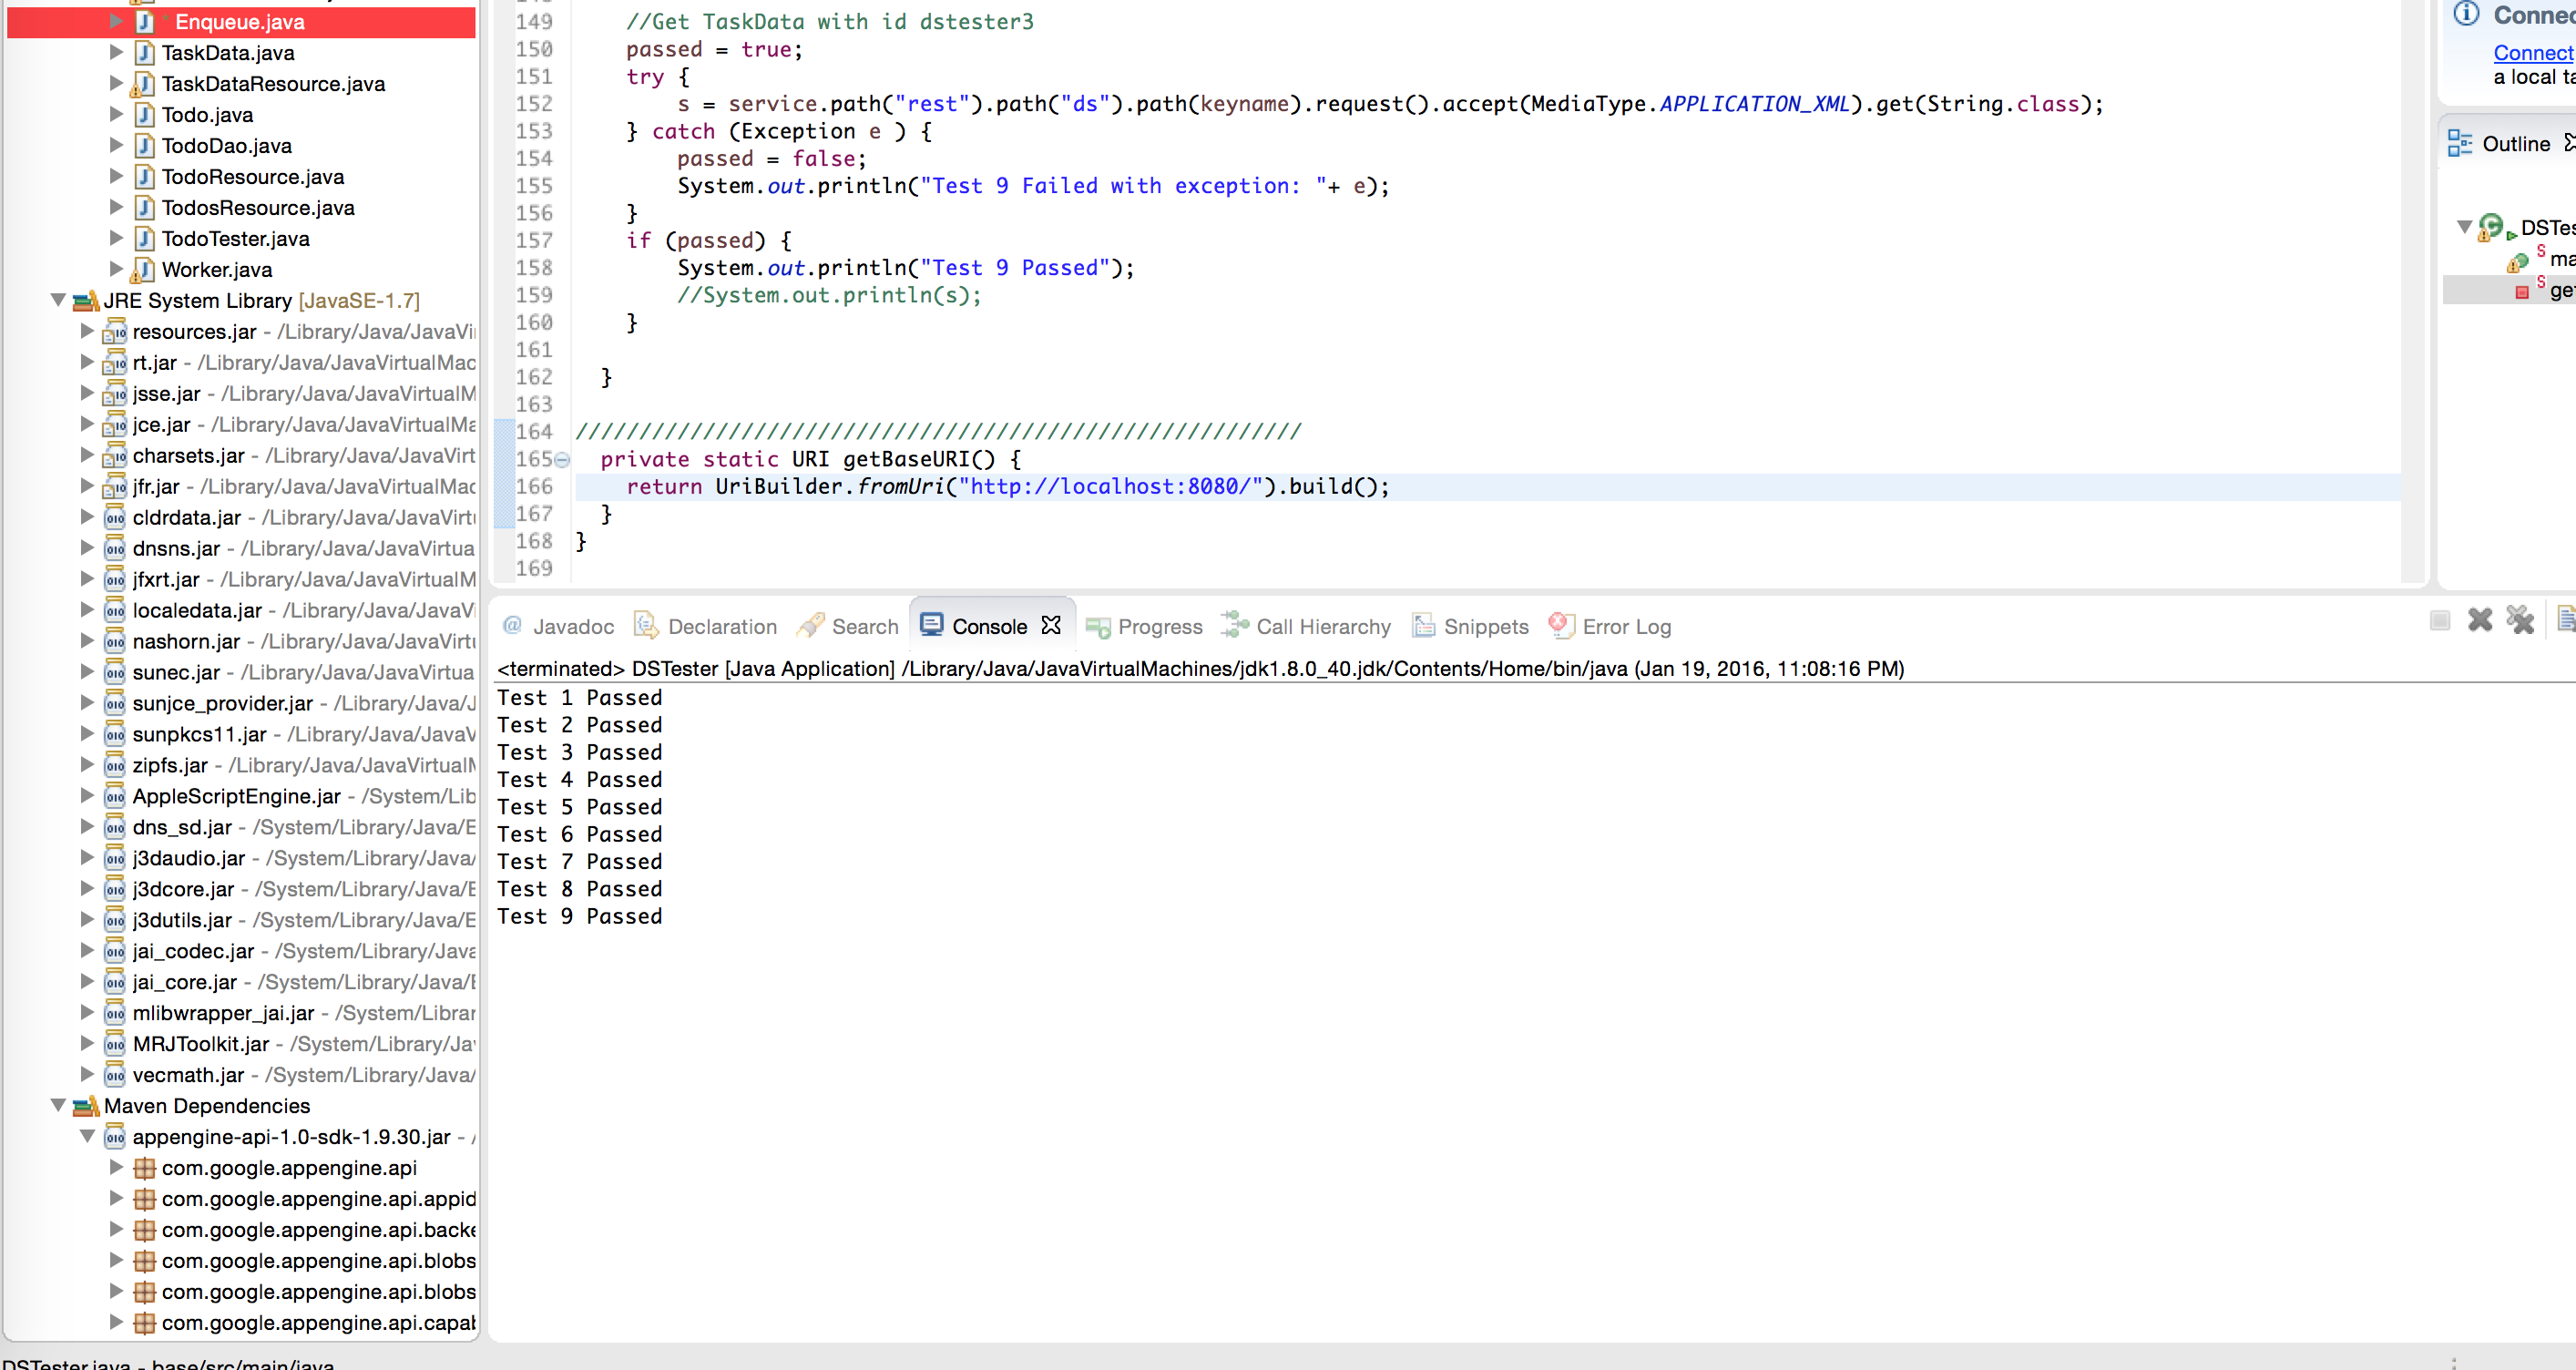 Enqueue.java
TaskData.java
TaskDataResource.java
Todo.java
TodoDao.java
TodoResource.java
TodosResource.java
TodoTester.java
Worker.java
JRE System Library [JavaSE-1.7]
resources.jar - /Library/Java/JavaVi
rt.jar - /Library/Java/JavaVirtualMac
jsse.jar - /Library/Java/JavaVirtualM
jce.jar - /Library/Java/JavaVirtualMa
charsets.jar - /Library/Java/JavaVirt
jfr.jar - /Library/Java/JavaVirtualMac
cldrdata.jar - /Library/Java/JavaVirtu
dnsns.jar - /Library/Java/JavaVirtua
jfxrt.jar - /Library/Java/JavaVirtualM
localedata.jar - /Library/Java/JavaV
nashorn.jar - /Library/Java/JavaVirtu
sunec.jar - /Library/Java/JavaVirtua
sunjce_provider.jar - /Library/Java/J
sunpkcs11.jar - /Library/Java/JavaV
zipfs.jar - /Library/Java/JavaVirtualM
AppleScriptEngine.jar - /System/Lib
dns_sd.jar - /System/Library/Java/E
j3daudio.jar - /System/Library/Java/
j3dcore.jar - /System/Library/Java/E
j3dutils.jar - /System/Library/Java/E
jai_codec.jar - /System/Library/Java
jai_core.jar - /System/Library/Java/E
mlibwrapper_jai.jar - /System/Librar
MRJToolkit.jar - /System/Library/Jav
vecmath.jar - /System/Library/Java/
Maven Dependencies
appengine-api-1.0-sdk-1.9.30.jar - /
com.google.appengine.api
com.google.appengine.api.appid
com.google.appengine.api.backe
com.google.appengine.api.blobs
com.google.appengine.api.blobs
com.google.appengine.api.capab
149 //Get TaskData with id dstester3
150 passed = true;
151 try {
152 s = service.path("rest").path("ds").path(keyname).request().accept(MediaType.APPLICATION_XML).get(String.class);
153 } catch (Exception e ) {
154 passed = false;
155 System.out.println("Test 9 Failed with exception: "+ e);
156 }
157 if (passed) {
158 System.out.println("Test 9 Passed");
159 //System.out.println(s);
160 }
161
162 }
163
164 /////////////////////////////////////////////////////////
165 private static URI getBaseURI() {
166 return UriBuilder.fromUri("http://localhost:8080/").build();
167 }
168 }
169
Connec
Connect
a local ta
Outline
DSTes
ma
get
@ Javadoc Declaration Search Console Progress Call Hierarchy Snippets Error Log
<terminated> DSTester [Java Application] /Library/Java/JavaVirtualMachines/jdk1.8.0_40.jdk/Contents/Home/bin/java (Jan 19, 2016, 11:08:16 PM)
Test 1 Passed
Test 2 Passed
Test 3 Passed
Test 4 Passed
Test 5 Passed
Test 6 Passed
Test 7 Passed
Test 8 Passed
Test 9 Passed
DSTester.java - base/src/main/java